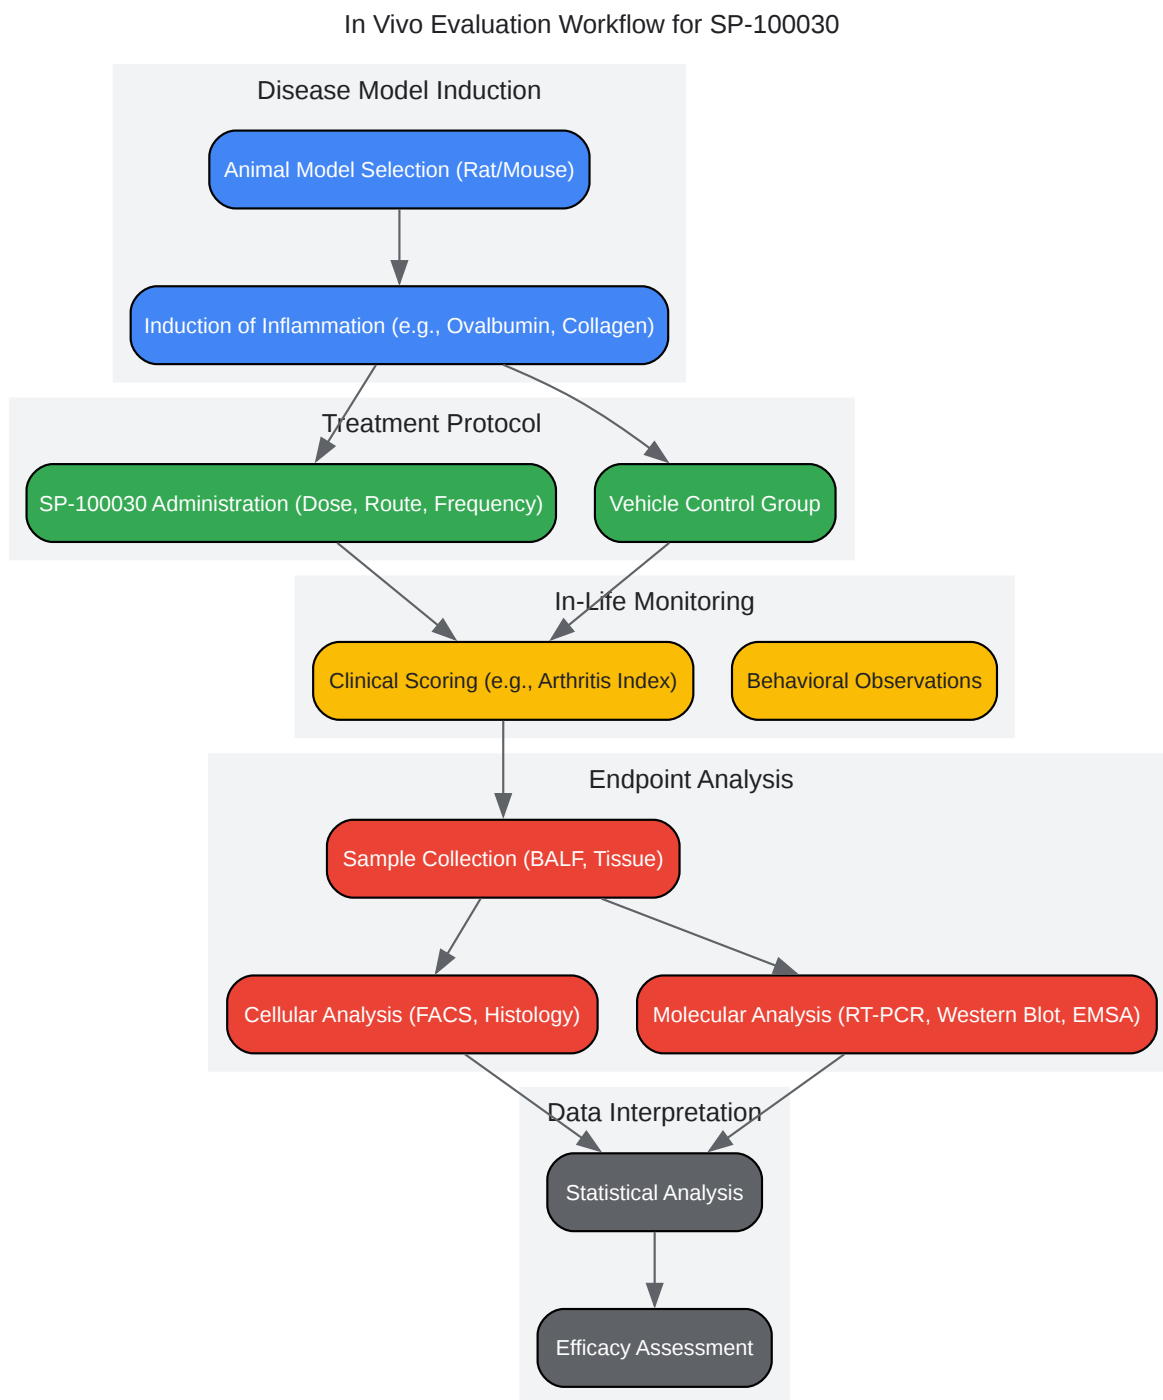 In Vivo Evaluation Workflow for SP-100030
Disease Model Induction
Animal Model Selection (Rat/Mouse)
Induction of Inflammation (e.g., Ovalbumin, Collagen)
Treatment Protocol
SP-100030 Administration (Dose, Route, Frequency)
Vehicle Control Group
In-Life Monitoring
Clinical Scoring (e.g., Arthritis Index)
Behavioral Observations
Endpoint Analysis
Sample Collection (BALF, Tissue)
Cellular Analysis (FACS, Histology)
Molecular Analysis (RT-PCR, Western Blot, EMSA)
Data Interpretation
Statistical Analysis
Efficacy Assessment